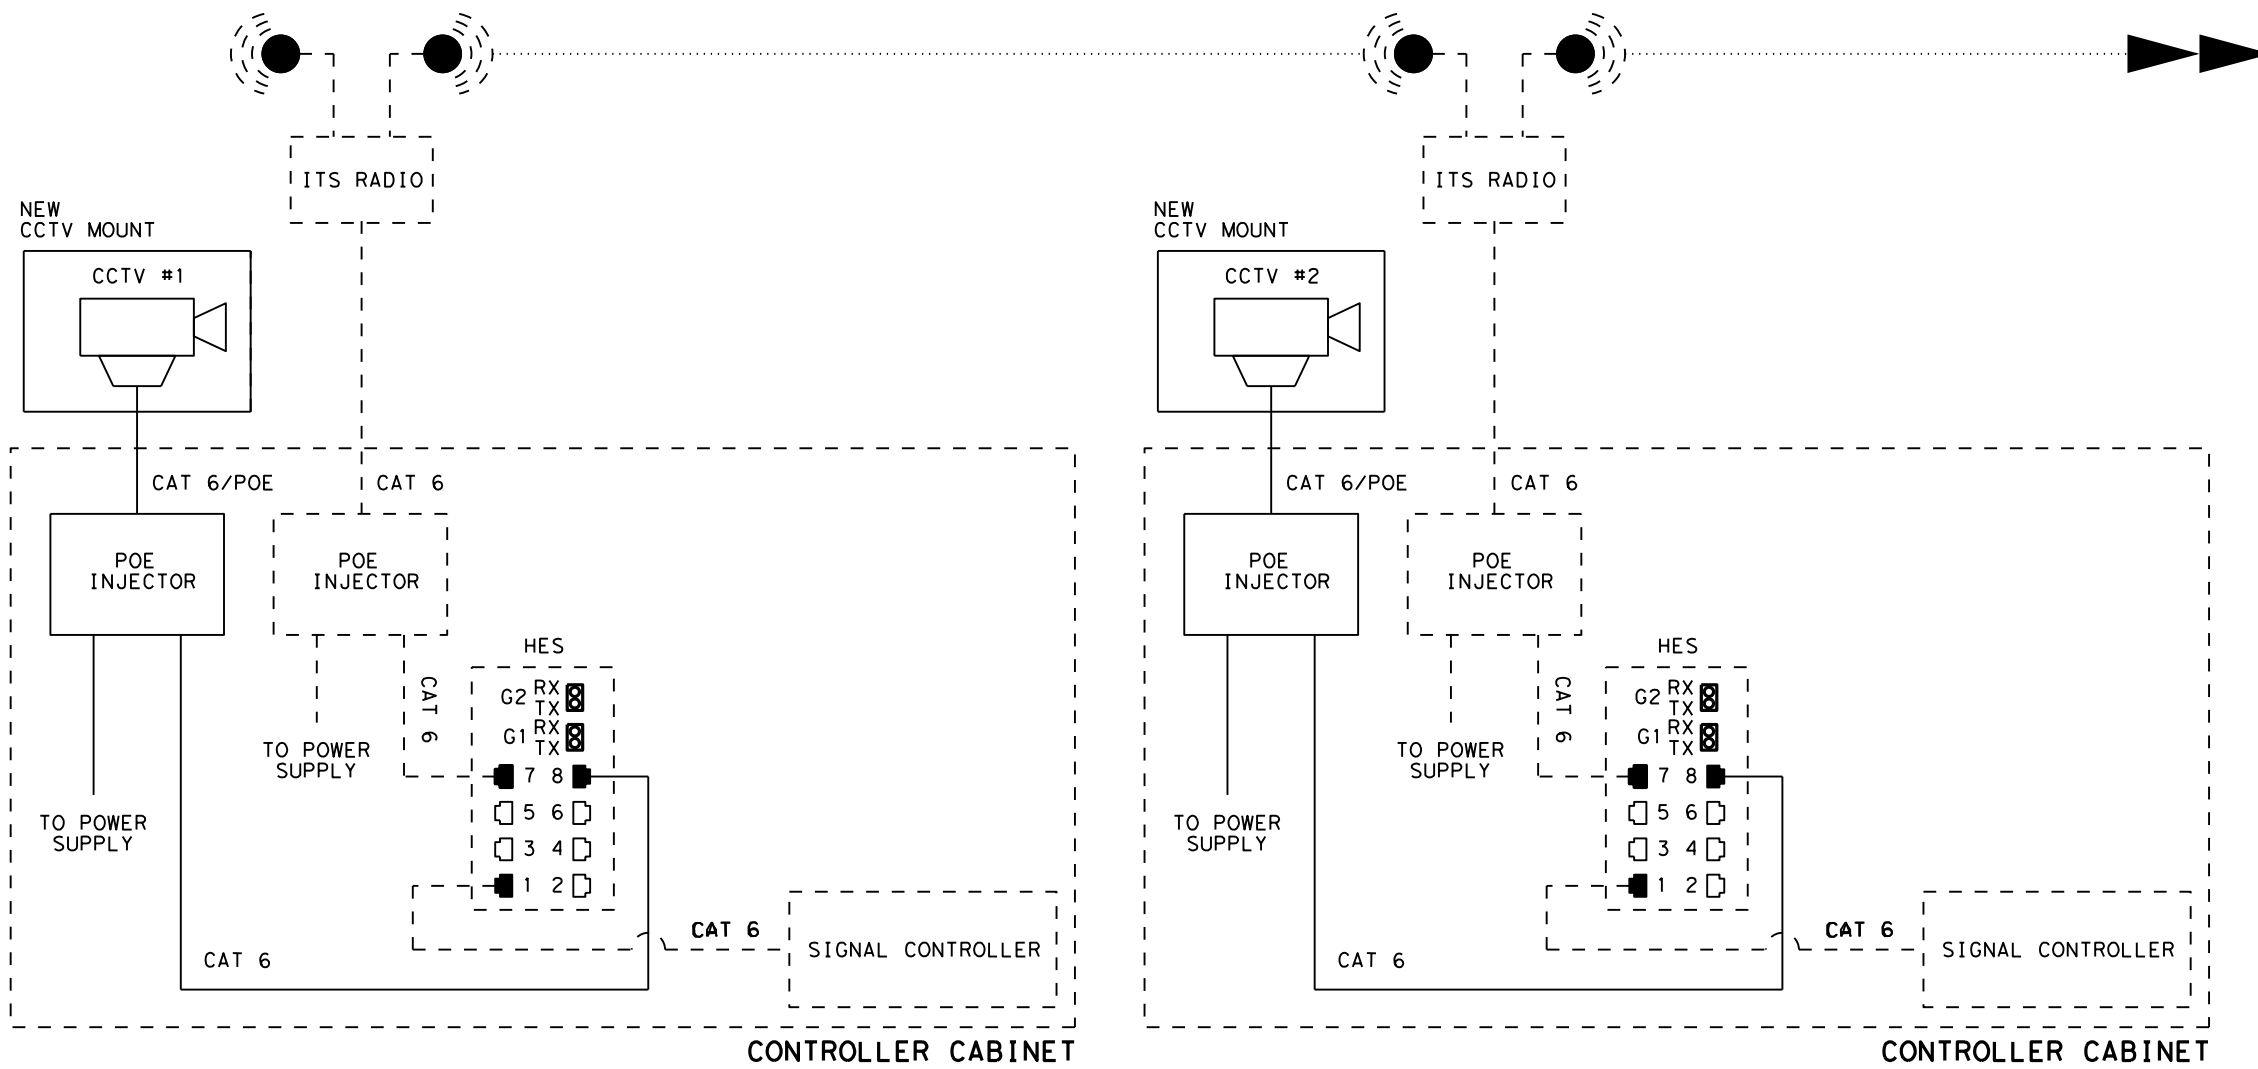 ITS RADIO
NEW
CCTV MOUNT
CCTV #1
CAT 6/POE
CAT 6
POE
INJECTOR
POE
INJECTOR
CAT 6
TO POWER
SUPPLY
TO POWER
SUPPLY
HES
G2 RX
TX
G1 RX
TX
7 8
5 6
3 4
1 2
CAT 6
CAT 6
SIGNAL CONTROLLER
CONTROLLER CABINET
ITS RADIO
NEW
CCTV MOUNT
CCTV #2
CAT 6/POE
CAT 6
POE
INJECTOR
POE
INJECTOR
CAT 6
TO POWER
SUPPLY
TO POWER
SUPPLY
HES
G2 RX
TX
G1 RX
TX
7 8
5 6
3 4
1 2
CAT 6
CAT 6
SIGNAL CONTROLLER
CONTROLLER CABINET